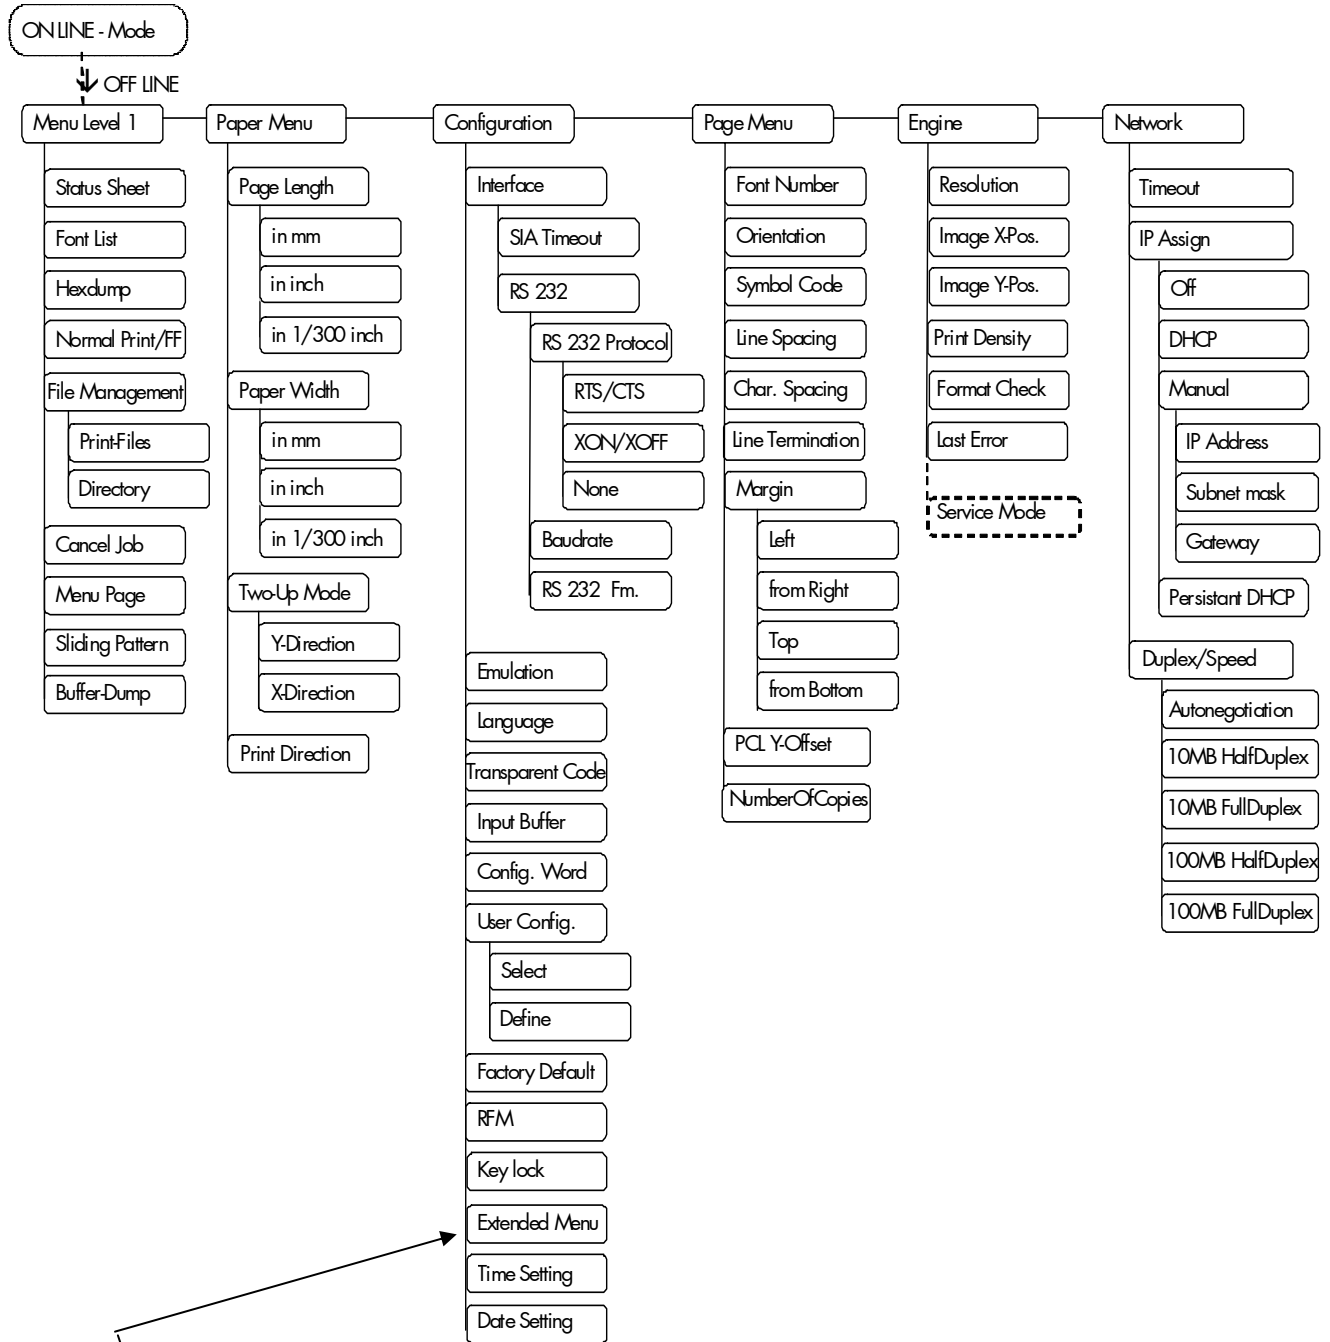 ON LINE - Mode
OFF LINE
Menu Level 1
Status Sheet
Font List
Hexdump
Normal Print/FF
File Management
Print-Files
Directory
Cancel Job
Menu Page
Sliding Pattern
Buffer-Dump
Paper Menu
Page Length
in mm
in inch
in 1/300 inch
Paper Width
in mm
in inch
in 1/300 inch
Two-Up Mode
Y-Direction
X-Direction
Print Direction
Configuration
Interface
SIA Timeout
RS 232
RS 232 Protocol
RTS/CTS
XON/XOFF
None
Baudrate
RS 232 Fm.
Emulation
Language
Transparent Code
Input Buffer
Config. Word
User Config.
Select
Define
Factory Default
RFM
Key lock
Extended Menu
Time Setting
Date Setting
Page Menu
Font Number
Orientation
Symbol Code
Line Spacing
Char. Spacing
Line Termination
Margin
Left
from Right
Top
from Bottom
PCL Y-Offset
NumberOfCopies
Engine
Resolution
Image X-Pos.
Image Y-Pos.
Print Density
Format Check
Last Error
Service Mode
Network
Timeout
IP Assign
Off
DHCP
Manual
IP Address
Subnet mask
Gateway
Persistant DHCP
Duplex/Speed
Autonegotiation
10MB HalfDuplex
10MB FullDuplex
100MB HalfDuplex
100MB FullDuplex